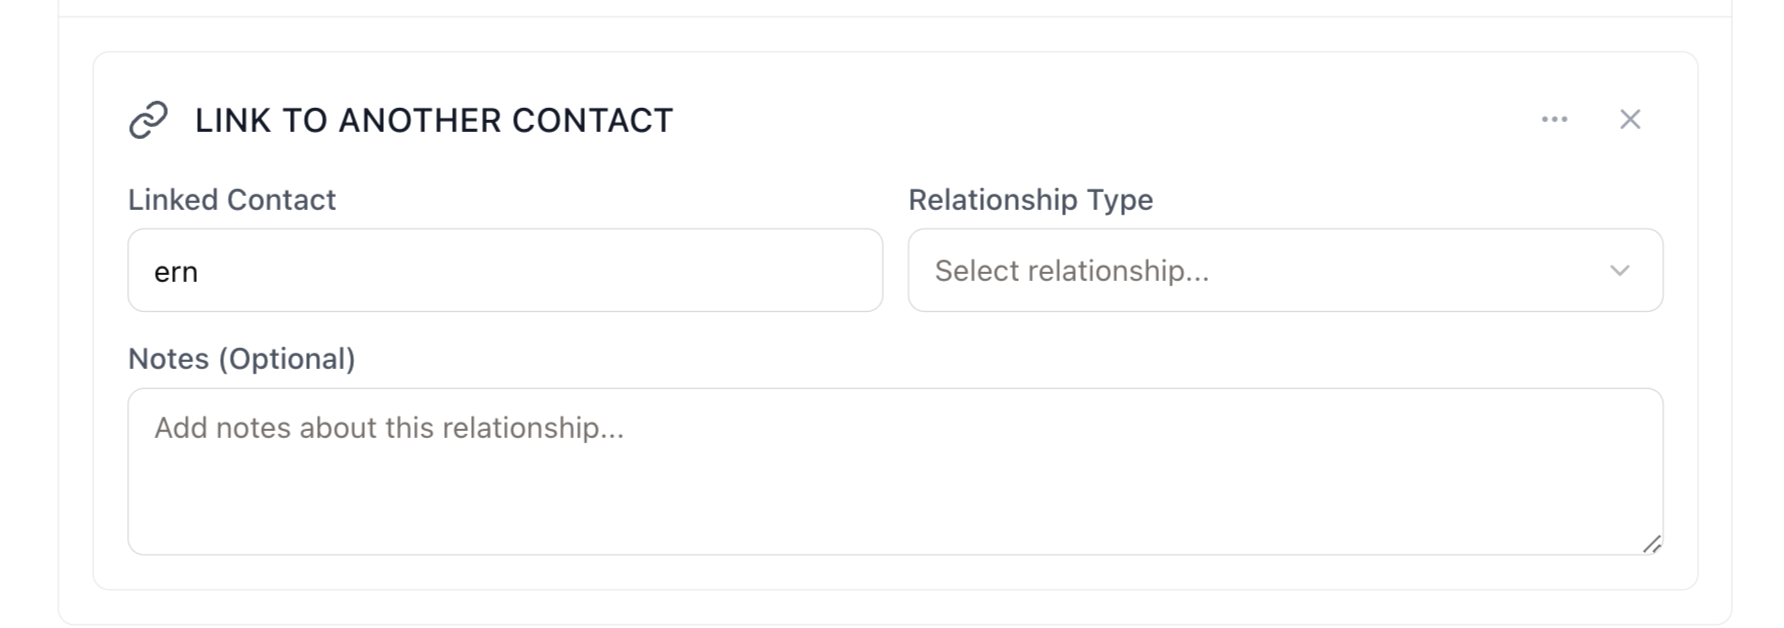 LINK TO ANOTHER CONTACT
Linked Contact
Relationship Type
ern
Select relationship...
Notes (Optional)
Add notes about this relationship...